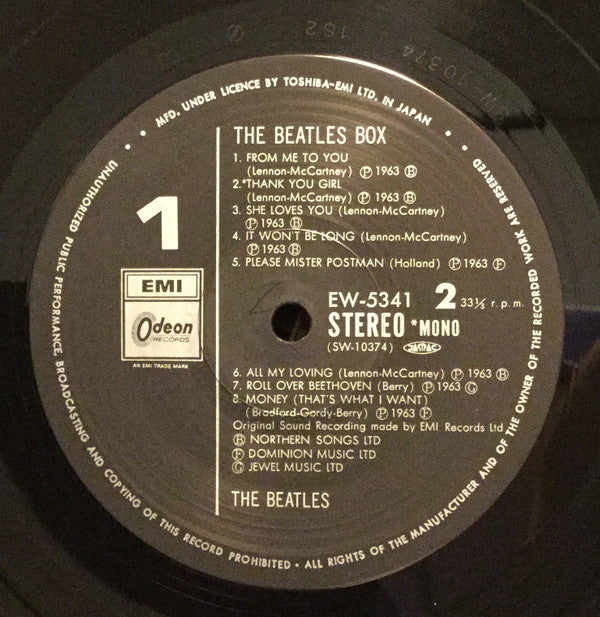 MFD. UNDER LICENCE BY TOSHIBA-EMI LTD. IN JAPAN
UNAUTHORIZED PUBLIC PERFORMANCE, BROADCASTING AND COPYING OF THIS RECORD PROHIBITED • ALL RIGHTS OF THE MANUFACTURER AND OF THE OWNER OF THE RECORDED WORK ARE RESERVED
1S2
W-10374
THE BEATLES BOX
1. FROM ME TO YOU
(Lennon-McCartney) Ⓟ 1963 Ⓑ
2.*THANK YOU GIRL
(Lennon-McCartney) Ⓟ 1963 Ⓑ
3. SHE LOVES YOU (Lennon-McCartney)
Ⓟ 1963 Ⓑ
4. IT WON'T BE LONG (Lennon-McCartney)
Ⓟ 1963 Ⓑ
5. PLEASE MISTER POSTMAN (Holland) Ⓟ 1963 Ⓕ
1
EMI
Odeon
RECORDS
AN EMI TRADE MARK
EW-5341 2 33⅓ r.p.m.
STEREO *MONO
(SW-10374) JASRAC
6. ALL MY LOVING (Lennon-McCartney) Ⓟ 1963 Ⓑ
7. ROLL OVER BEETHOVEN (Berry) Ⓟ 1963 Ⓖ
8. MONEY (THAT'S WHAT I WANT)
(Bradford-Gordy-Berry) Ⓟ 1963 Ⓕ
Original Sound Recording made by EMI Records Ltd
Ⓑ NORTHERN SONGS LTD
Ⓕ DOMINION MUSIC LTD
Ⓖ JEWEL MUSIC LTD
THE BEATLES